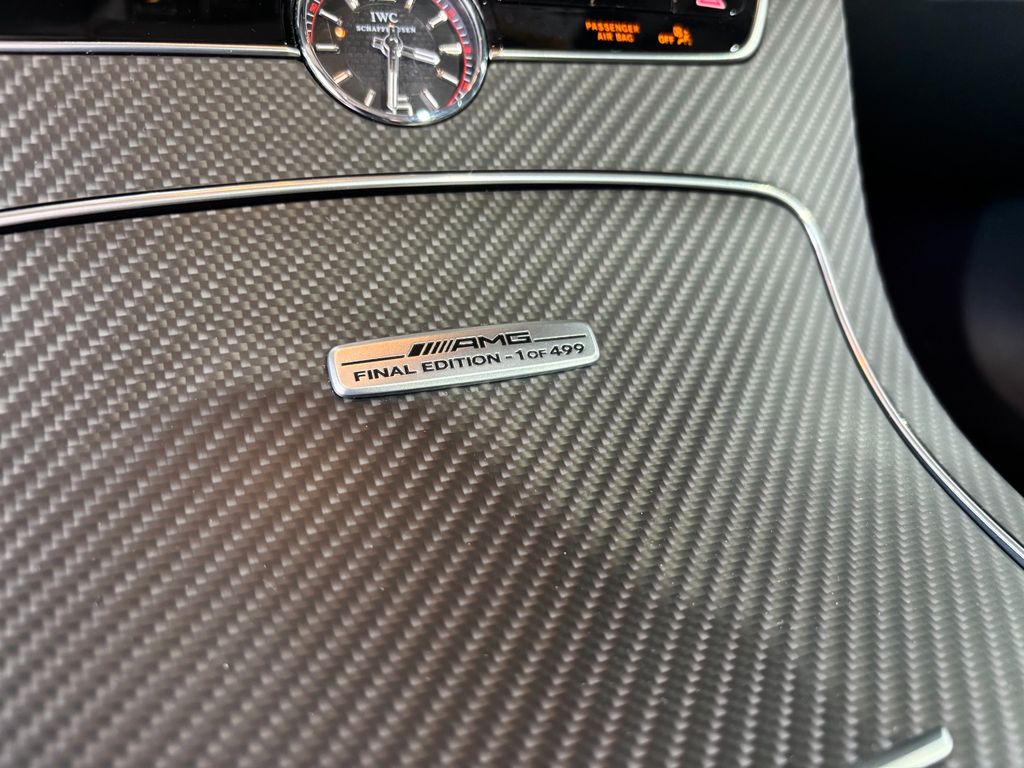 IWC
SCHAFFHAUSEN
PASSENGER
AIR BAG
OFF
AMG
FINAL EDITION - 1 OF 499